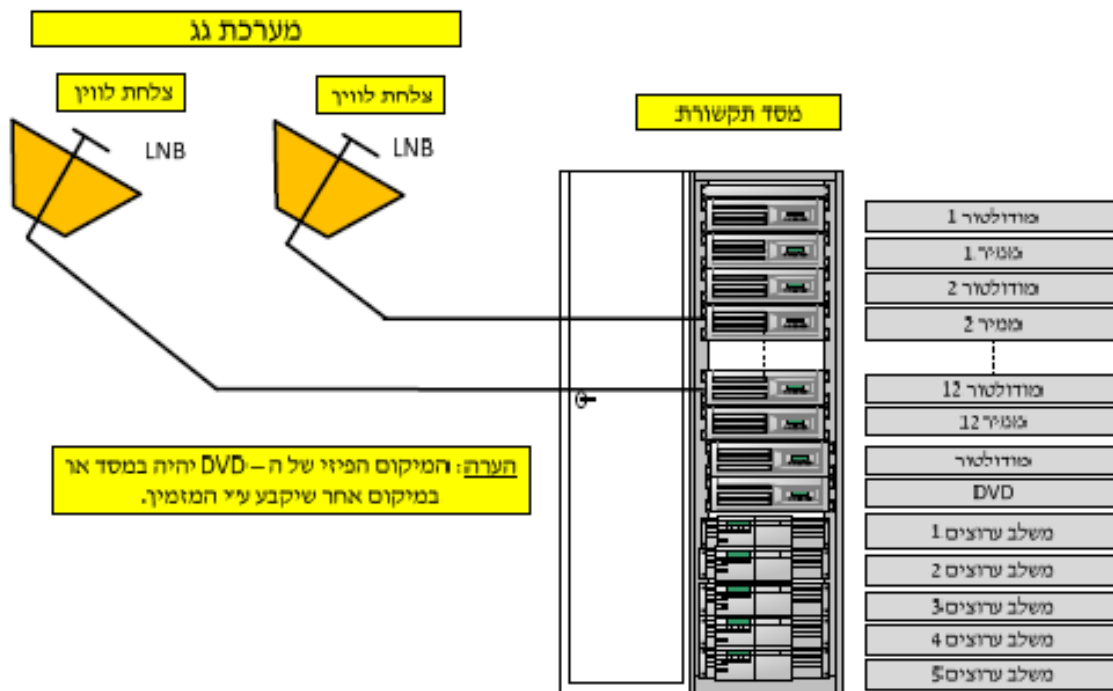 מערכת גג
צלחת לווין
צלחת לווין
LNB
LNB
מסד תקשורת
מודולטור 1
ממיר 1
מודולטור 2
ממיר 2
מודולטור 12
ממיר 12
מודולטור
DVD
משלב ערוצים 1
משלב ערוצים 2
משלב ערוצים 3
משלב ערוצים 4
משלב ערוצים 5
הערה: המיקום הפיזי של ה – DVD יהיה במסד או
במיקום אחר שיקבע ע"י המזמין.